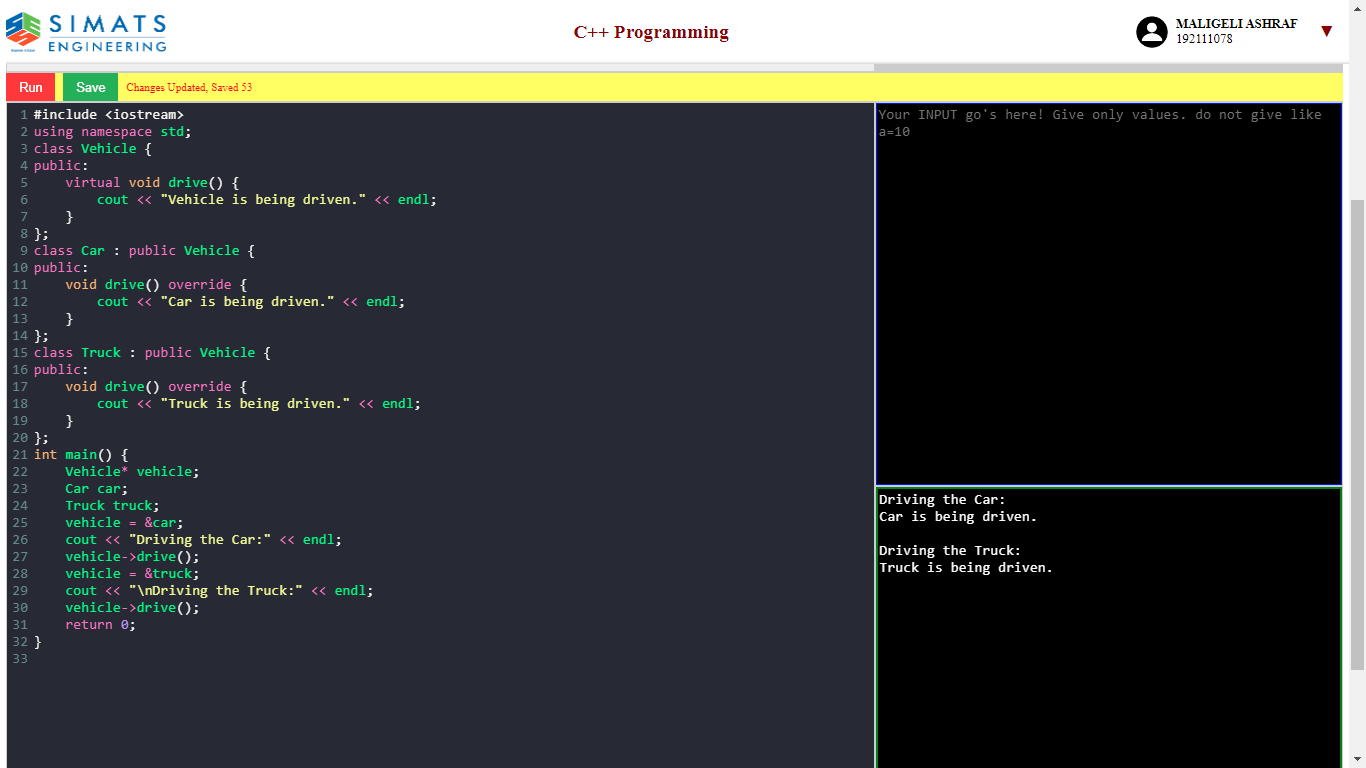 SIMATS
ENGINEERING
C++ Programming
MALIGELI ASHRAF
192111078
Run
Save
Changes Updated, Saved 53
1 #include <iostream>
2 using namespace std;
3 class Vehicle {
4 public:
5     virtual void drive() {
6         cout << "Vehicle is being driven." << endl;
7     }
8 };
9 class Car : public Vehicle {
10 public:
11     void drive() override {
12         cout << "Car is being driven." << endl;
13     }
14 };
15 class Truck : public Vehicle {
16 public:
17     void drive() override {
18         cout << "Truck is being driven." << endl;
19     }
20 };
21 int main() {
22     Vehicle* vehicle;
23     Car car;
24     Truck truck;
25     vehicle = &car;
26     cout << "Driving the Car:" << endl;
27     vehicle->drive();
28     vehicle = &truck;
29     cout << "\nDriving the Truck:" << endl;
30     vehicle->drive();
31     return 0;
32 }
33
Your INPUT go's here! Give only values. do not give like
a=10
Driving the Car:
Car is being driven.
Driving the Truck:
Truck is being driven.